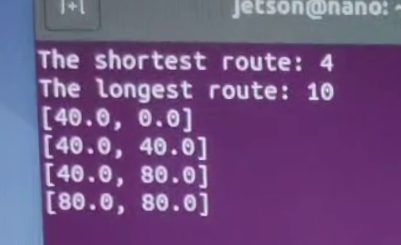 jetson@nano: ~
The shortest route: 4
The longest route: 10
[40.0, 0.0]
[40.0, 40.0]
[40.0, 80.0]
[80.0, 80.0]